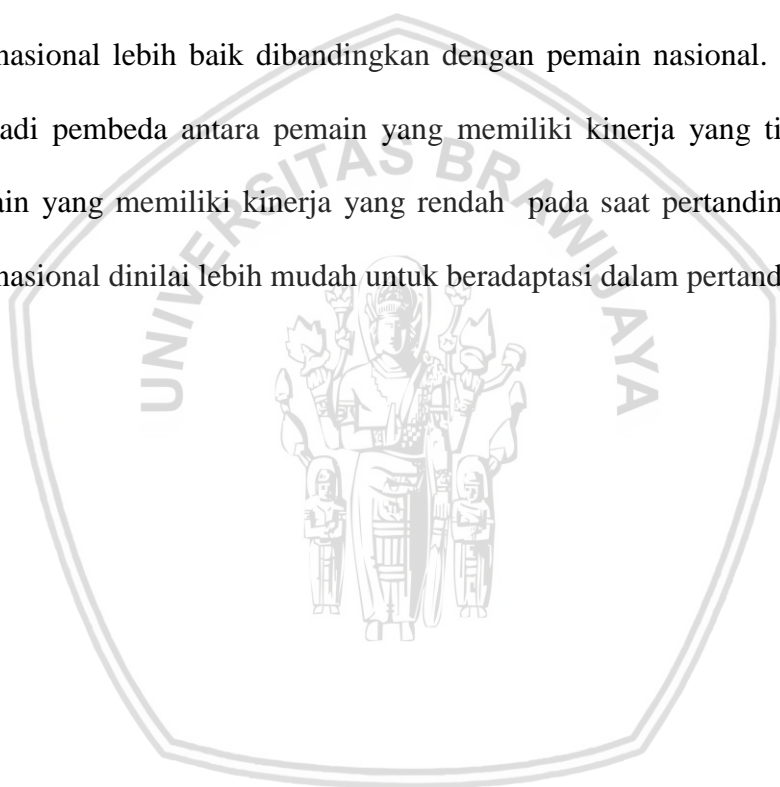 nasional lebih baik dibandingkan dengan pemain nasional.
adi pembeda antara pemain yang memiliki kinerja yang ti
ain yang memiliki kinerja yang rendah pada saat pertandin
nasional dinilai lebih mudah untuk beradaptasi dalam pertand
UNIVERSITAS BRAWIJAYA